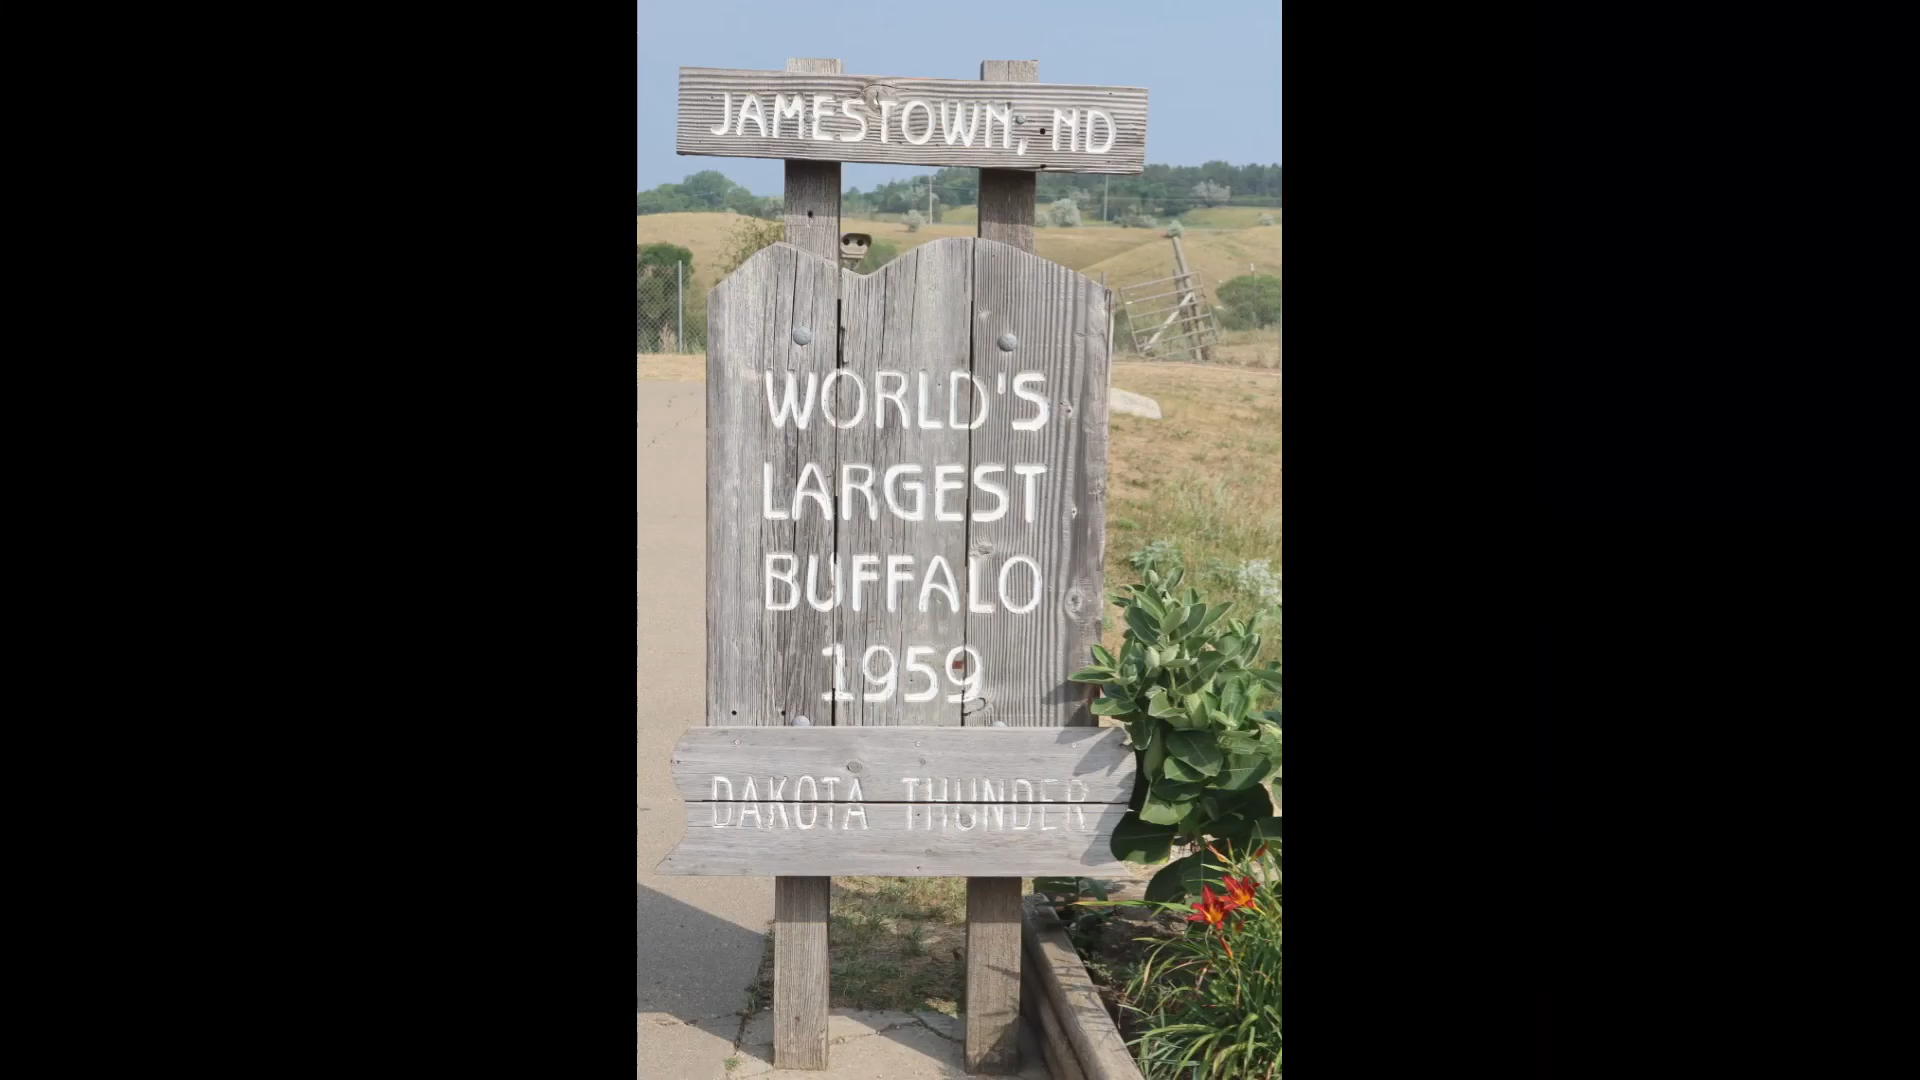 JAMESTOWN, ND
WORLD'S
LARGEST
BUFFALO
1959
DAKOTA THUNDER